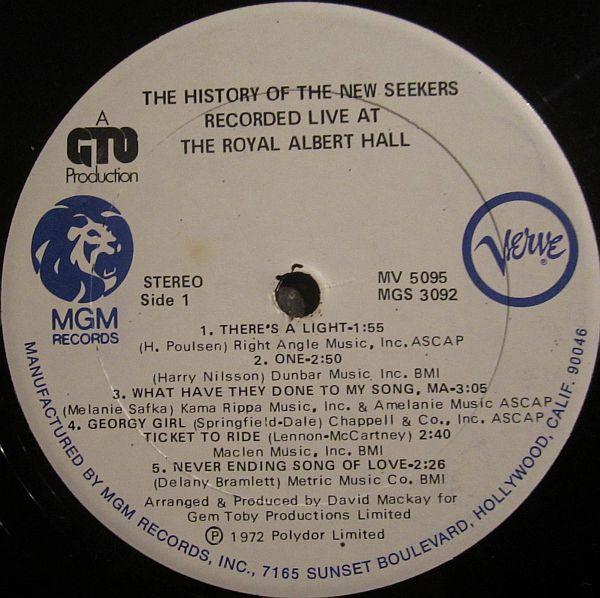 THE HISTORY OF THE NEW SEEKERS
RECORDED LIVE AT
THE ROYAL ALBERT HALL
A
GTO
Production
MGM
RECORDS
Verve®
STEREO
Side 1
MV 5095
MGS 3092
1. THERE'S A LIGHT-1:55
(H. Poulsen) Right Angle Music, Inc. ASCAP
2. ONE-2:50
(Harry Nilsson) Dunbar Music Inc. BMI
3. WHAT HAVE THEY DONE TO MY SONG, MA-3:05
(Melanie Safka) Kama Rippa Music, Inc. & Amelanie Music ASCAP
4. GEORGY GIRL (Springfield-Dale) Chappell & Co., Inc. ASCAP
TICKET TO RIDE (Lennon-McCartney) 2:40
Maclen Music, Inc. BMI
5. NEVER ENDING SONG OF LOVE-2:26
(Delany Bramlett) Metric Music Co. BMI
Arranged & Produced by David Mackay for
Gem Toby Productions Limited
Ⓟ 1972 Polydor Limited
MANUFACTURED BY MGM RECORDS, INC., 7165 SUNSET BOULEVARD, HOLLYWOOD, CALIF. 90046